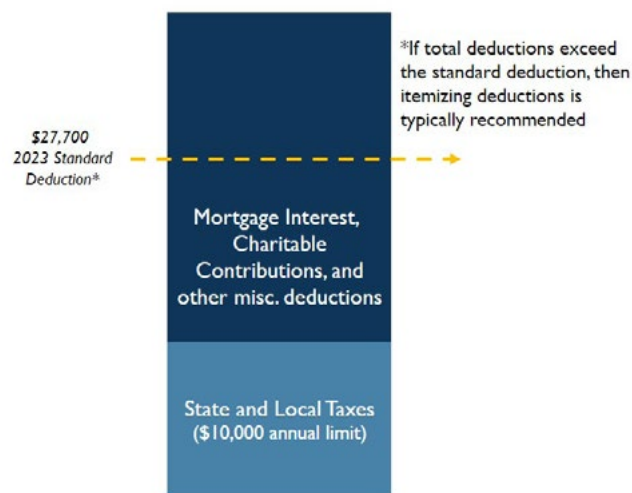 *If total deductions exceed
the standard deduction, then
itemizing deductions is
typically recommended
$27,700
2023 Standard
Deduction*
Mortgage Interest,
Charitable
Contributions, and
other misc. deductions
State and Local Taxes
($10,000 annual limit)